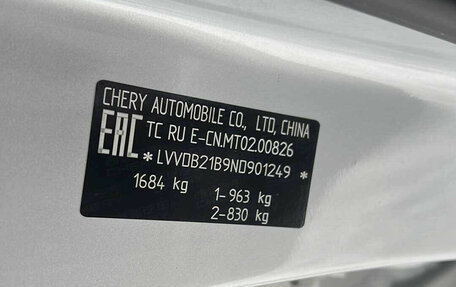 CHERY AUTOMOBILE CO., LTD, CHINA
EAC TC RU E-CN.MT02.00826
*LVVDB21B9ND901249*
1684 kg 1-963 kg
2-830 kg